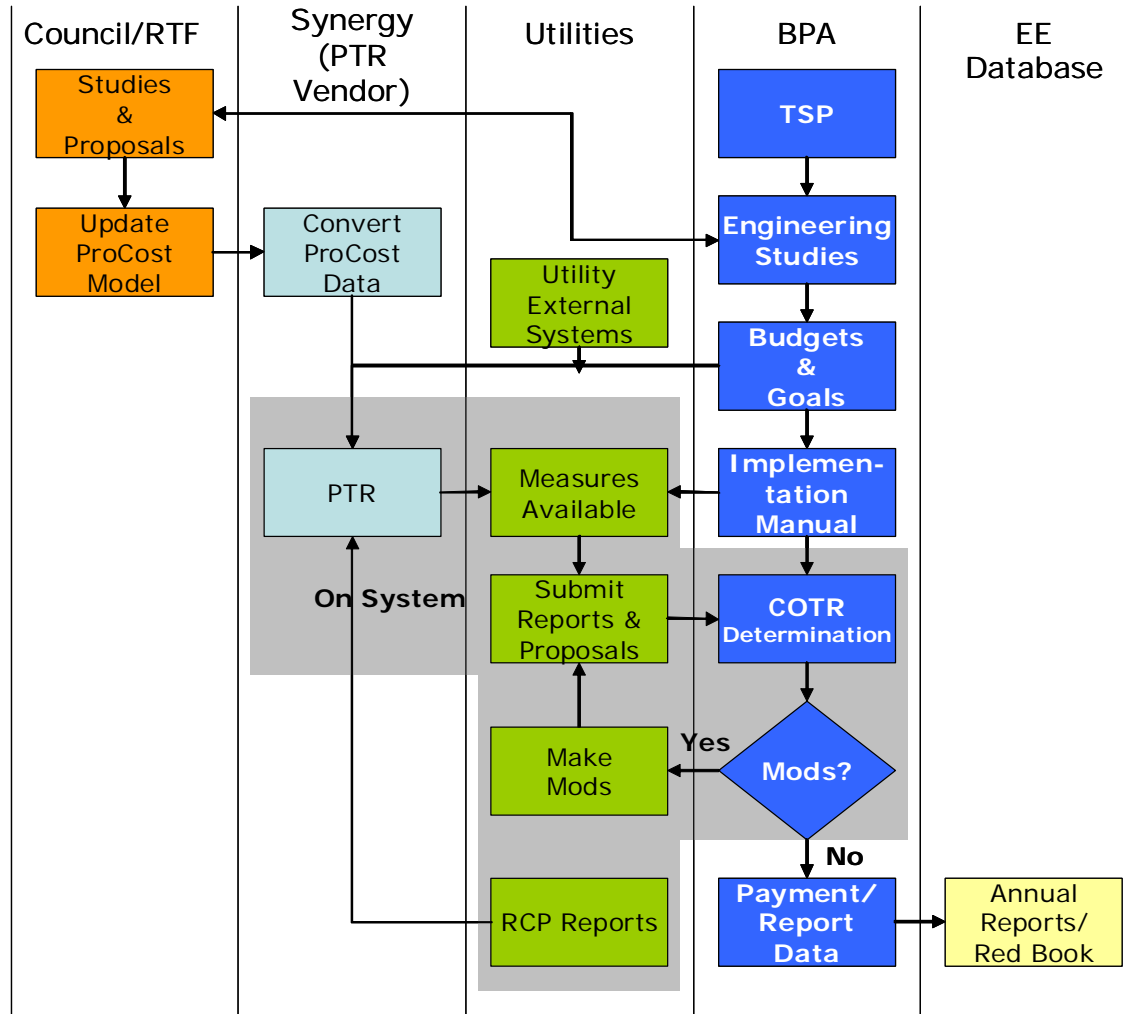 Council/RTF
Synergy
(PTR
Vendor)
Utilities
BPA
EE
Database
Studies
&
Proposals
TSP
Update
ProCost
Model
Convert
ProCost
Data
Engineering
Studies
Utility
External
Systems
Budgets
&
Goals
PTR
Measures
Available
Implemen-
tation
Manual
On System
Submit
Reports &
Proposals
COTR
Determination
Make
Mods
Yes
Mods?
No
RCP Reports
Payment/
Report
Data
Annual
Reports/
Red Book